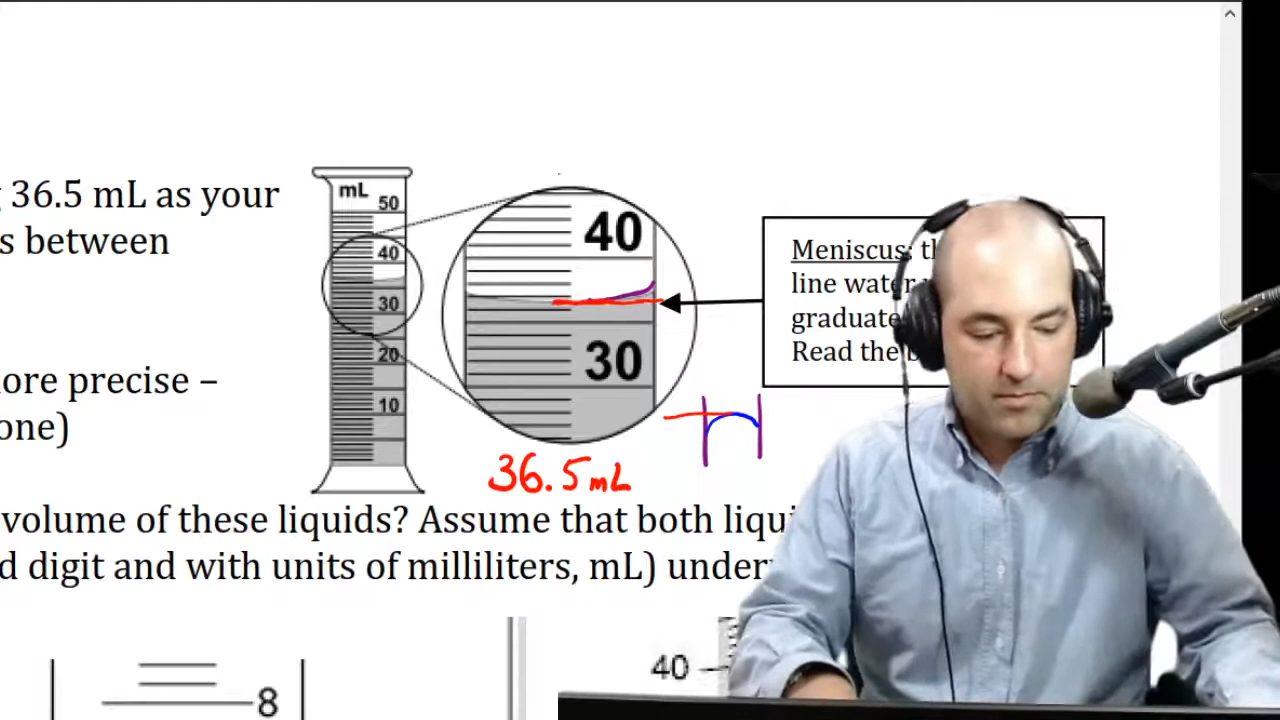 36.5 mL as your
s between
ore precise –
one)
mL
50
40
30
20
10
40
30
Meniscus: th
line water
graduate
Read the b
36.5 mL
volume of these liquids? Assume that both liqui
d digit and with units of milliliters, mL) under
8
40